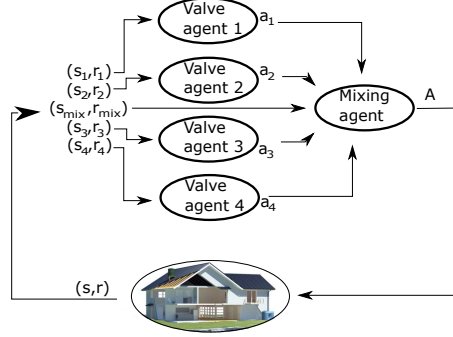 Valve
agent 1
a1
(s1,r1)
(s2,r2)
Valve
agent 2
a2
(smix,rmix)
Mixing
agent
A
(s3,r3)
(s4,r4)
Valve
agent 3
a3
Valve
agent 4
a4
(s,r)